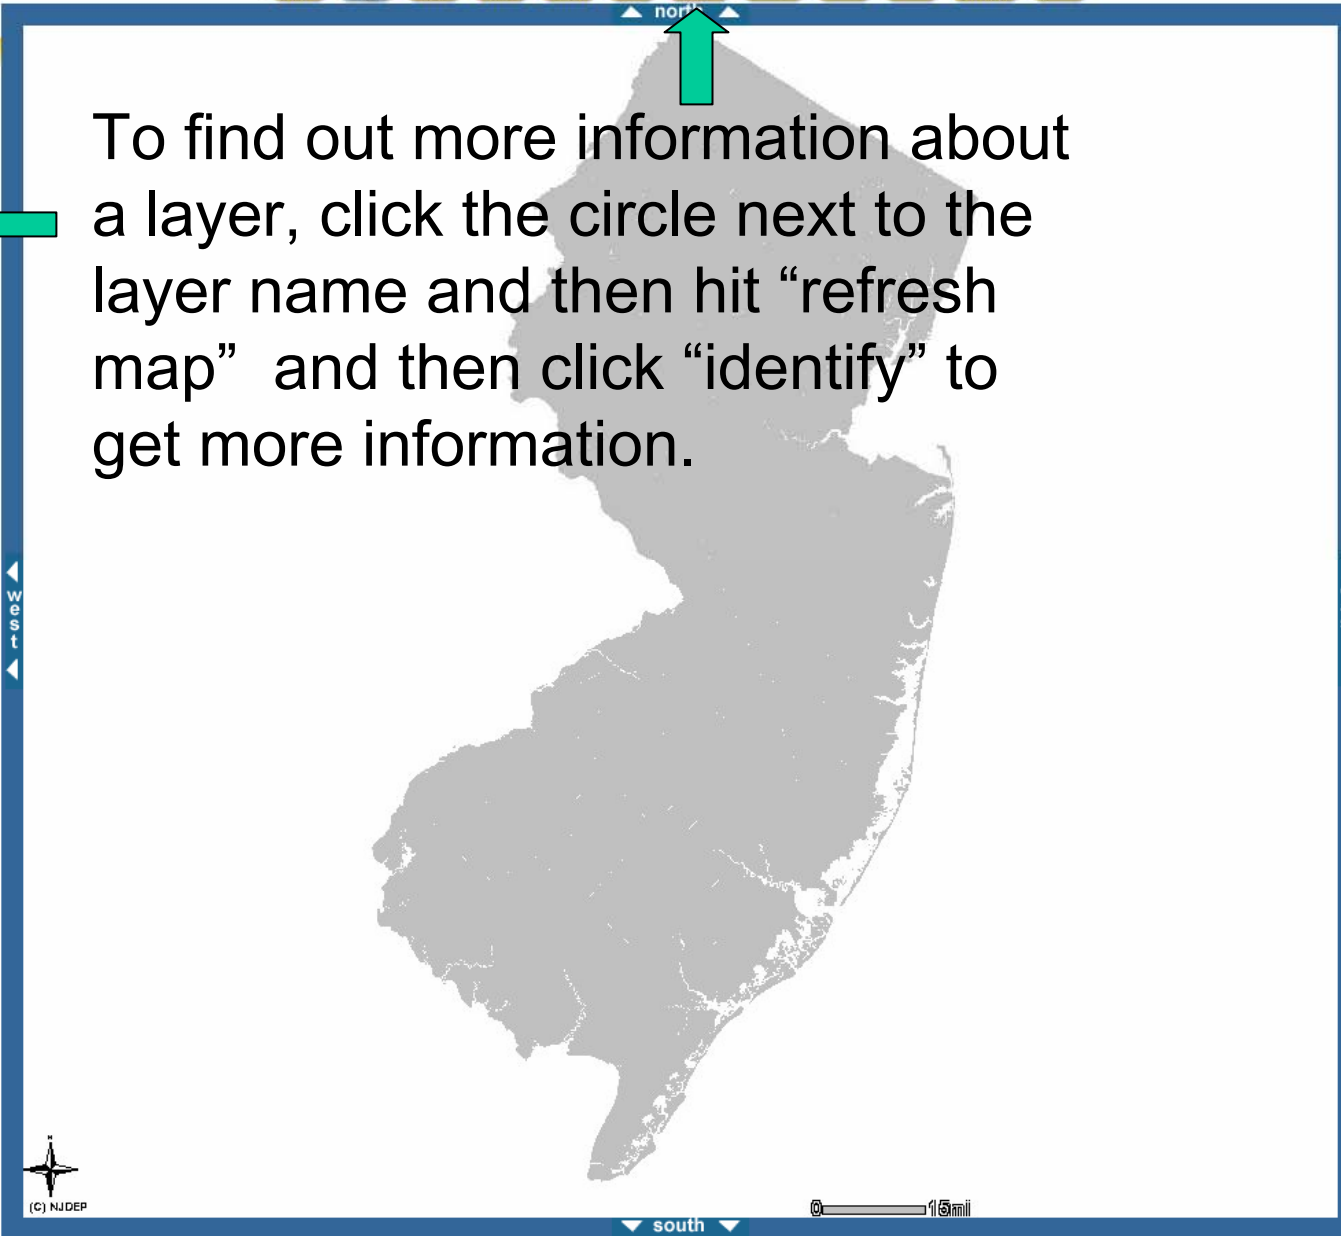 north
To find out more information about
a layer, click the circle next to the
layer name and then hit “refresh
map”  and then click “identify” to
get more information.
west
N
(C) NJDEP
0 15mi
south